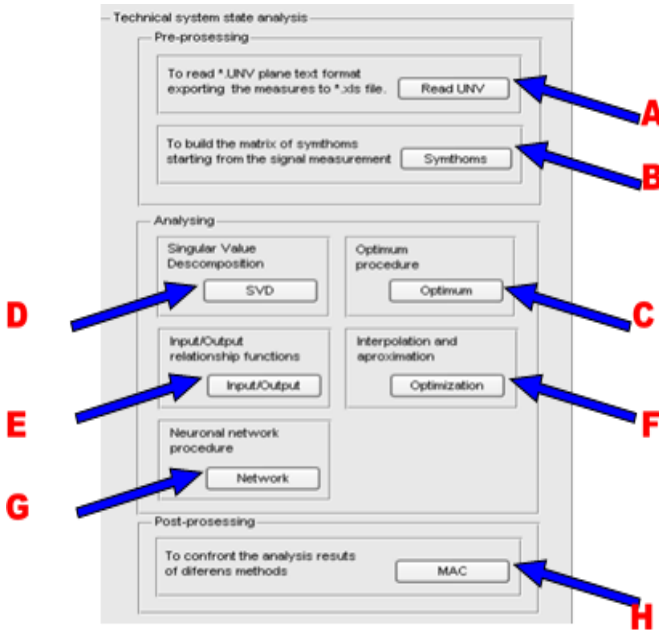 Technical system state analysis
Pre-prosessing
To read *.UNV plane text format
exporting the measures to *.xls file.
Read UNV
A
To build the matrix of symthoms
starting from the signal measurement
Symthoms
B
Analysing
Singular Value
Descomposition
SVD
D
Optimum
procedure
Optimum
C
Input/Output
relationship functions
Input/Output
E
Interpolation and
aproximation
Optimization
F
Neuronal network
procedure
Network
G
Post-prosessing
To confront the analysis resuts
of diferens methods
MAC
H